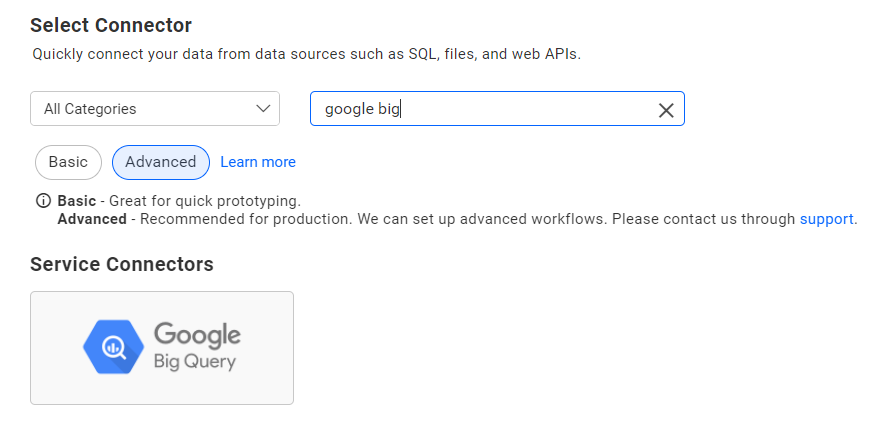 Select Connector
Quickly connect your data from data sources such as SQL, files, and web APIs.
All Categories
google big
Basic
Advanced
Learn more
Basic - Great for quick prototyping.
Advanced - Recommended for production. We can set up advanced workflows. Please contact us through support.
Service Connectors
Google
Big Query